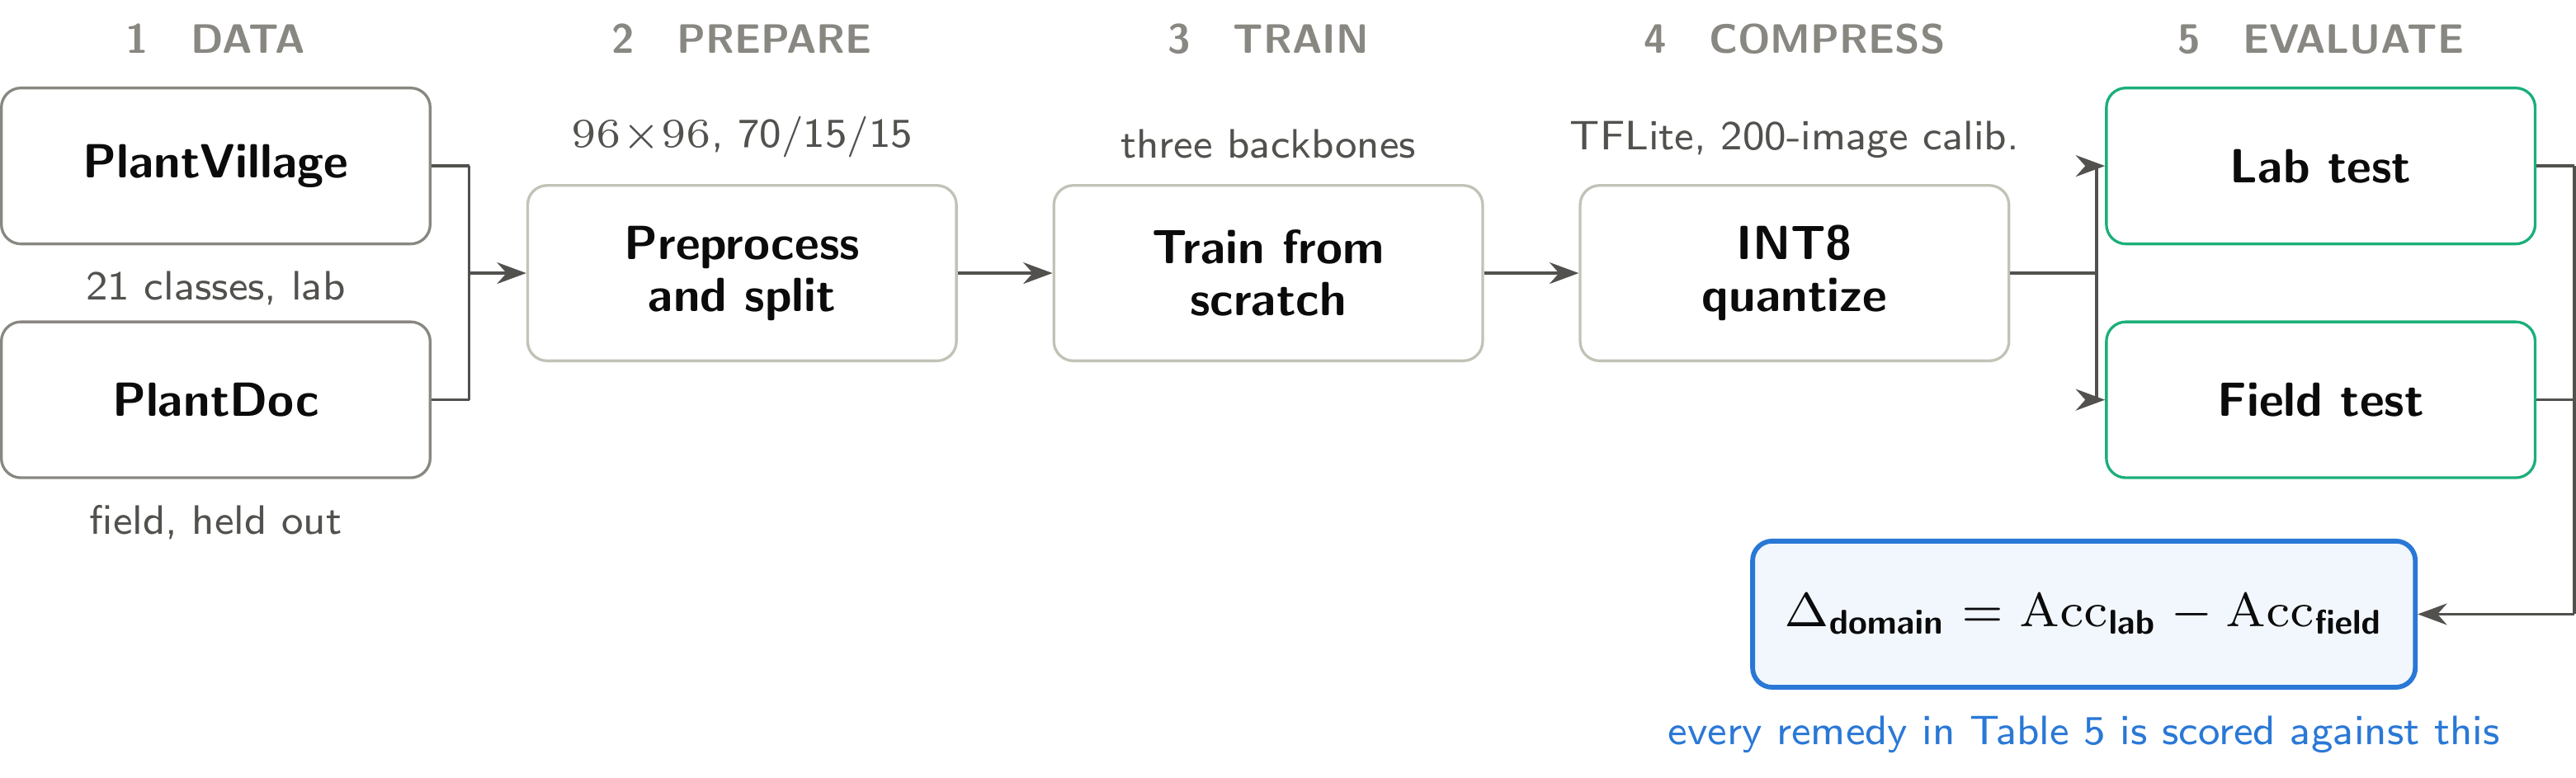 1 DATA
2 PREPARE
3 TRAIN
4 COMPRESS
5 EVALUATE
PlantVillage
21 classes, lab
PlantDoc
field, held out
96×96, 70/15/15
Preprocess
and split
three backbones
Train from
scratch
TFLite, 200-image calib.
INT8
quantize
Lab test
Field test
Δdomain = Acclab − Accfield
every remedy in Table 5 is scored against this